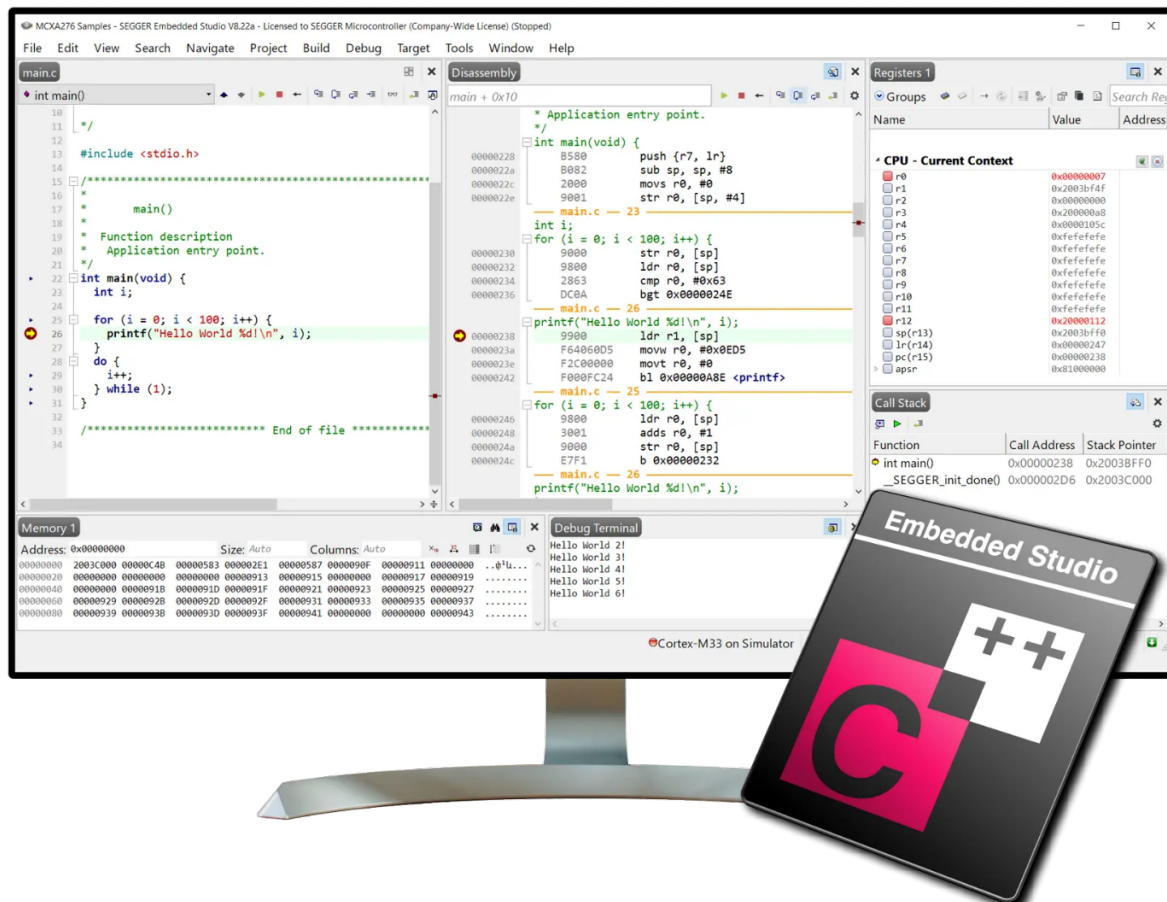 MCXA276 Samples - SEGGER Embedded Studio V8.22a - Licensed to SEGGER Microcontroller (Company-Wide License) (Stopped)
File Edit View Search Navigate Project Build Debug Target Tools Window Help
main.c
int main()
10
11 */
12
13 #include <stdio.h>
14
15 /*********************************************************
16 *
17 * main()
18 *
19 * Function description
20 * Application entry point.
21 */
22 int main(void) {
23 int i;
24
25 for (i = 0; i < 100; i++) {
26 printf("Hello World %d!\n", i);
27 }
28 do {
29 i++;
30 } while (1);
31 }
32
33 /*************************** End of file ************
34
Disassembly
main + 0x10
* Application entry point.
*/
int main(void) {
00000228 B580 push {r7, lr}
0000022a B082 sub sp, sp, #8
0000022c 2000 movs r0, #0
0000022e 9001 str r0, [sp, #4]
main.c — 23
int i;
for (i = 0; i < 100; i++) {
00000230 9000 str r0, [sp]
00000232 9800 ldr r0, [sp]
00000234 2863 cmp r0, #0x63
00000236 DC0A bgt 0x0000024E
main.c — 26
printf("Hello World %d!\n", i);
00000238 9900 ldr r1, [sp]
0000023a F64060D5 movw r0, #0x0ED5
0000023e F2C00000 movt r0, #0
00000242 F000FC24 bl 0x00000A8E <printf>
main.c — 25
for (i = 0; i < 100; i++) {
00000246 9800 ldr r0, [sp]
00000248 3001 adds r0, #1
0000024a 9000 str r0, [sp]
0000024c E7F1 b 0x00000232
main.c — 26
printf("Hello World %d!\n", i);
Registers 1
Groups Search Reg
Name Value Address
CPU - Current Context
r0 0x00000007
r1 0x2003bf4f
r2 0x00000000
r3 0x200000a8
r4 0x0000105c
r5 0xfefefefe
r6 0xfefefefe
r7 0xfefefefe
r8 0xfefefefe
r9 0xfefefefe
r10 0xfefefefe
r11 0xfefefefe
r12 0x20000112
sp(r13) 0x2003bff0
lr(r14) 0x00000247
pc(r15) 0x00000238
apsr 0x81000000
Call Stack
Function Call Address Stack Pointer
int main() 0x00000238 0x2003BFF0
__SEGGER_init_done() 0x000002D6 0x2003C000
Memory 1
Address: 0x00000000 Size: Auto Columns: Auto
00000000 2003C000 00000C4B 00000583 000002E1 00000587 0000090F 00000911 00000000
00000020 00000000 00000000 00000000 00000913 00000915 00000000 00000917 00000919
00000040 00000000 0000091B 0000091D 0000091F 00000921 00000923 00000925 00000927
00000060 00000929 0000092B 0000092D 0000092F 00000931 00000933 00000935 00000937
00000080 00000939 0000093B 0000093D 0000093F 00000941 00000000 00000000 00000943
Debug Terminal
Hello World 2!
Hello World 3!
Hello World 4!
Hello World 5!
Hello World 6!
Cortex-M33 on Simulator
Embedded Studio
C++